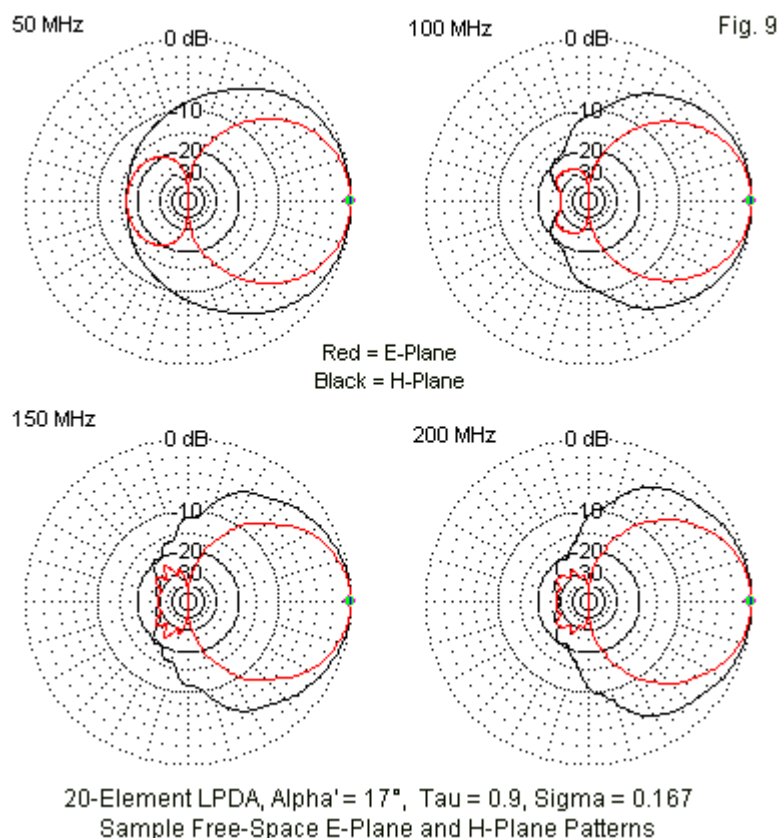 50 MHz
0 dB
-10
-20
-30
100 MHz
0 dB
-10
-20
-30
Fig. 9
Red = E-Plane
Black = H-Plane
150 MHz
0 dB
-10
-20
-30
200 MHz
0 dB
-10
-20
-30
20-Element LPDA, Alpha' = 17°, Tau = 0.9, Sigma = 0.167
Sample Free-Space E-Plane and H-Plane Patterns